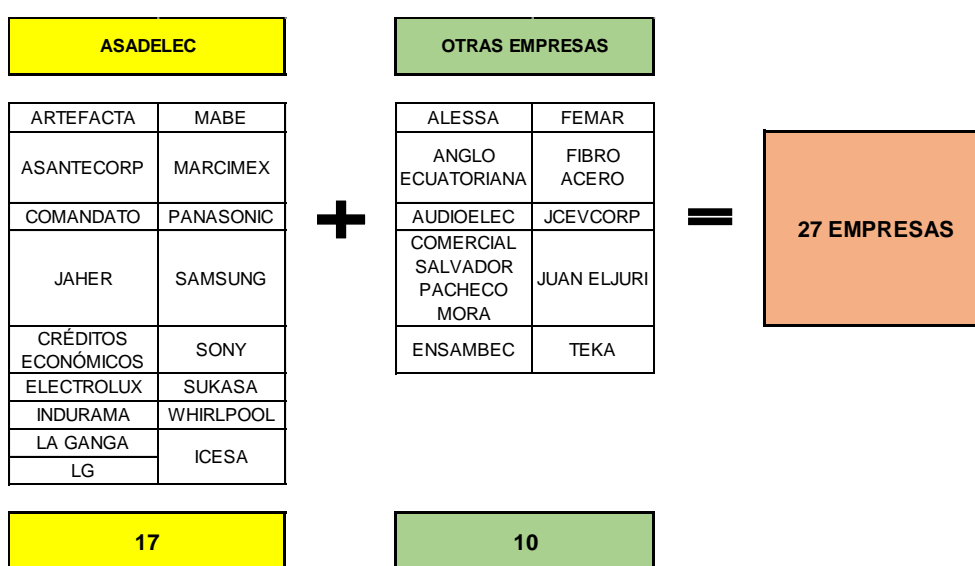 ASADELEC
OTRAS EMPRESAS
ARTEFACTA MABE
ASANTECORP MARCIMEX
COMANDATO PANASONIC
JAHER SAMSUNG
CRÉDITOS
ECONÓMICOS
SONY
ELECTROLUX SUKASA
INDURAMA WHIRLPOOL
LA GANGA
LG
ICESA
17
+
ALESSA FEMAR
ANGLO
ECUATORIANA
FIBRO
ACERO
AUDIOELEC JCEVCORP
COMERCIAL
SALVADOR
PACHECO
MORA
JUAN ELJURI
ENSAMBEC TEKA
10
=
27 EMPRESAS